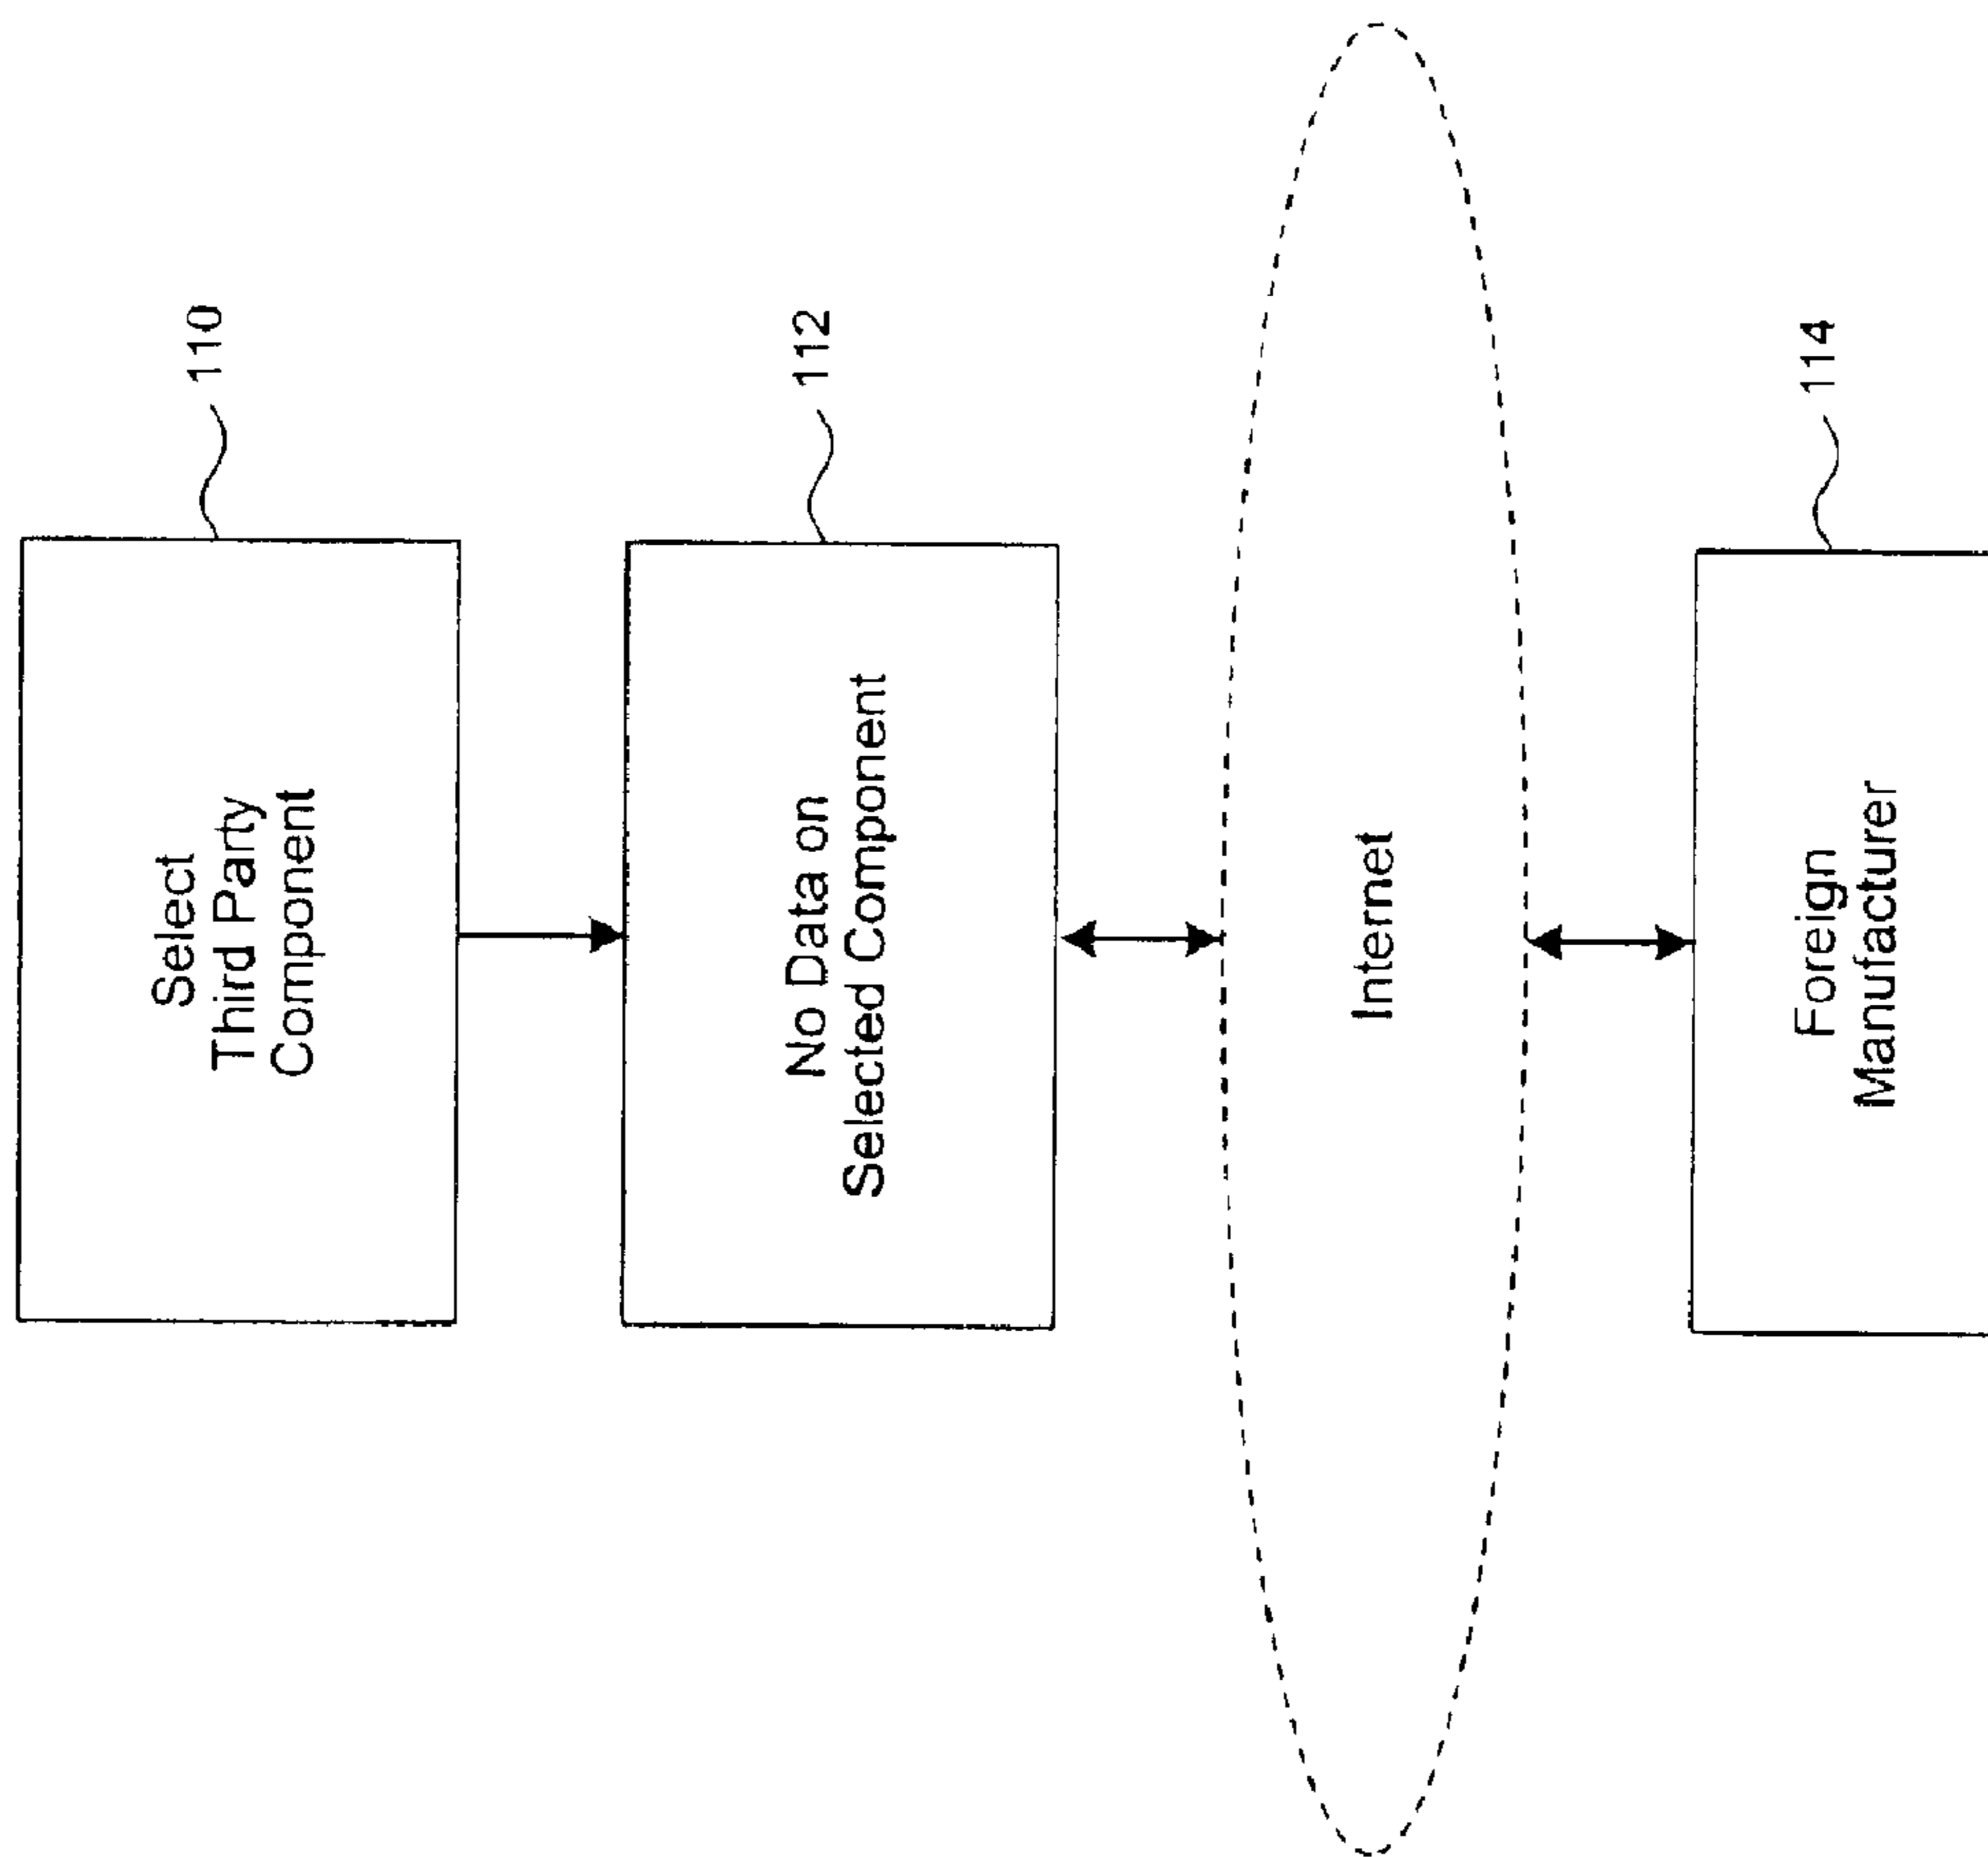 Select
Third Party
Component
110
No Data on
Selected Component
112
Internet
Foreign
Manufacturer
114